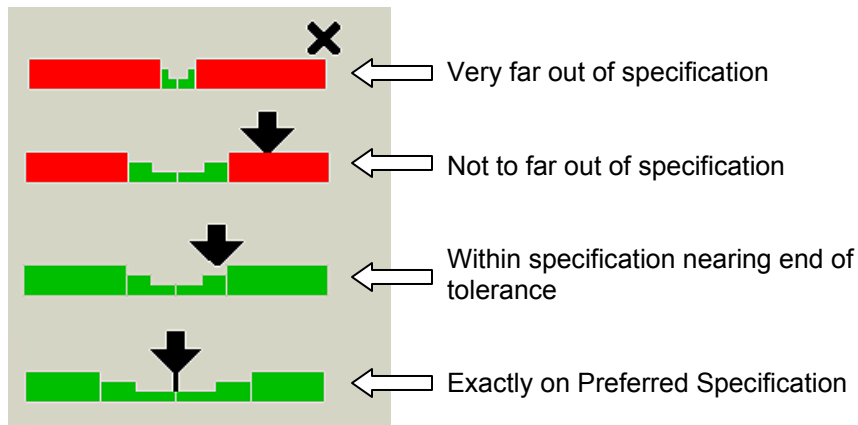 Very far out of specification
Not to far out of specification
Within specification nearing end of
tolerance
Exactly on Preferred Specification